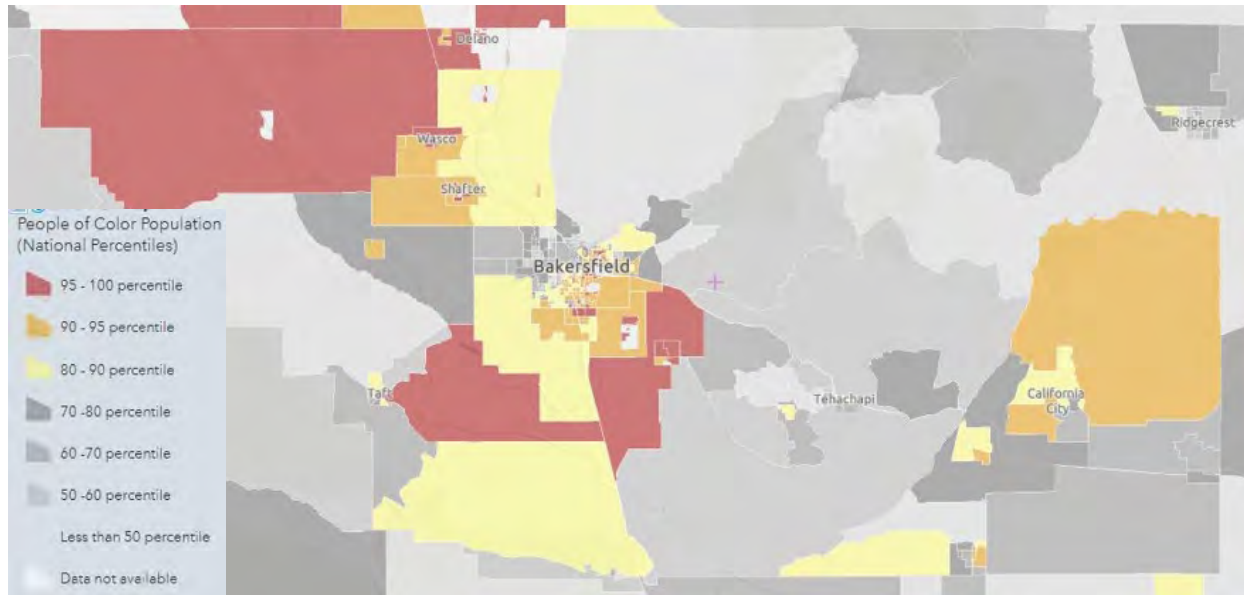 Delano
Wasco
Ridgecrest
Shafter
People of Color Population
(National Percentiles)
95 - 100 percentile
90 -95 percentile
80 - 90 percentile
70 -80 percentile
60 -70 percentile
50 -60 percentile
Less than 50 percentile
Data not available
Bakersfield
Taft
Tehachapi
California
City